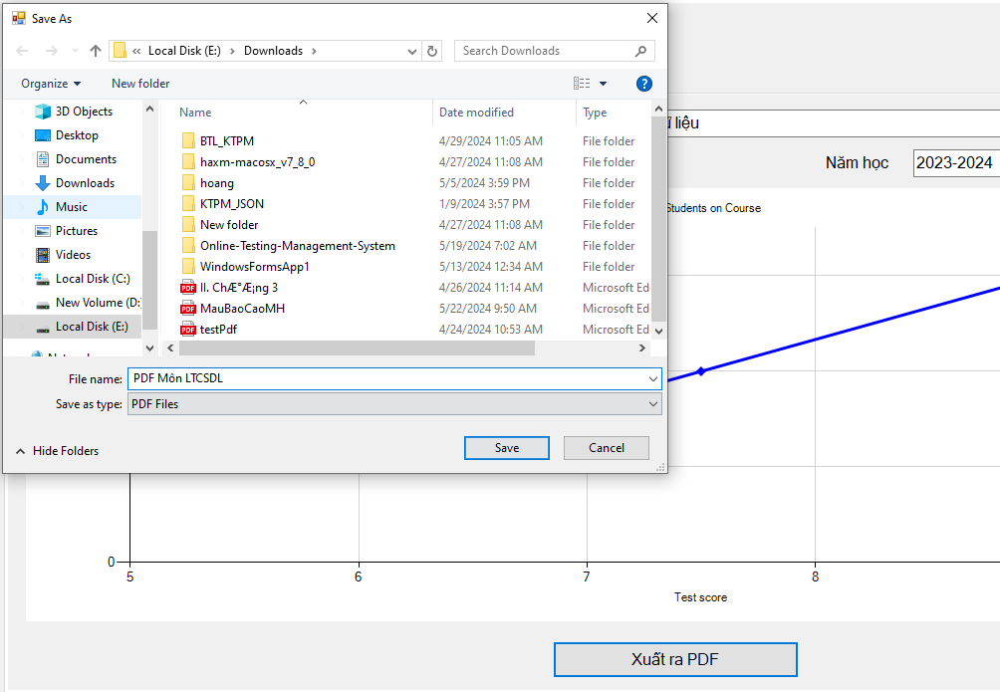 Save As
« Local Disk (E:) > Downloads >
Search Downloads
Organize
New folder
3D Objects
Desktop
Documents
Downloads
Music
Pictures
Videos
Local Disk (C:)
New Volume (D:)
Local Disk (E:)
Name Date modified Type
BTL_KTPM 4/29/2024 11:05 AM File folder
haxm-macosx_v7_8_0 4/27/2024 11:08 AM File folder
hoang 5/5/2024 3:59 PM File folder
KTPM_JSON 1/9/2024 3:57 PM File folder
New folder 4/27/2024 11:08 AM File folder
Online-Testing-Management-System 5/19/2024 7:02 AM File folder
WindowsFormsApp1 5/13/2024 12:34 AM File folder
PDF II. ChÆ°Æ¡ng 3 4/26/2024 11:14 AM Microsoft Ed
PDF MauBaoCaoMH 5/22/2024 9:50 AM Microsoft Ed
PDF testPdf 4/24/2024 10:53 AM Microsoft Ed
File name: PDF Môn LTCSDL
Save as type: PDF Files
Hide Folders
Save
Cancel
liệu
Năm học 2023-2024
Students on Course
0
5 6 7 8
Test score
Xuất ra PDF